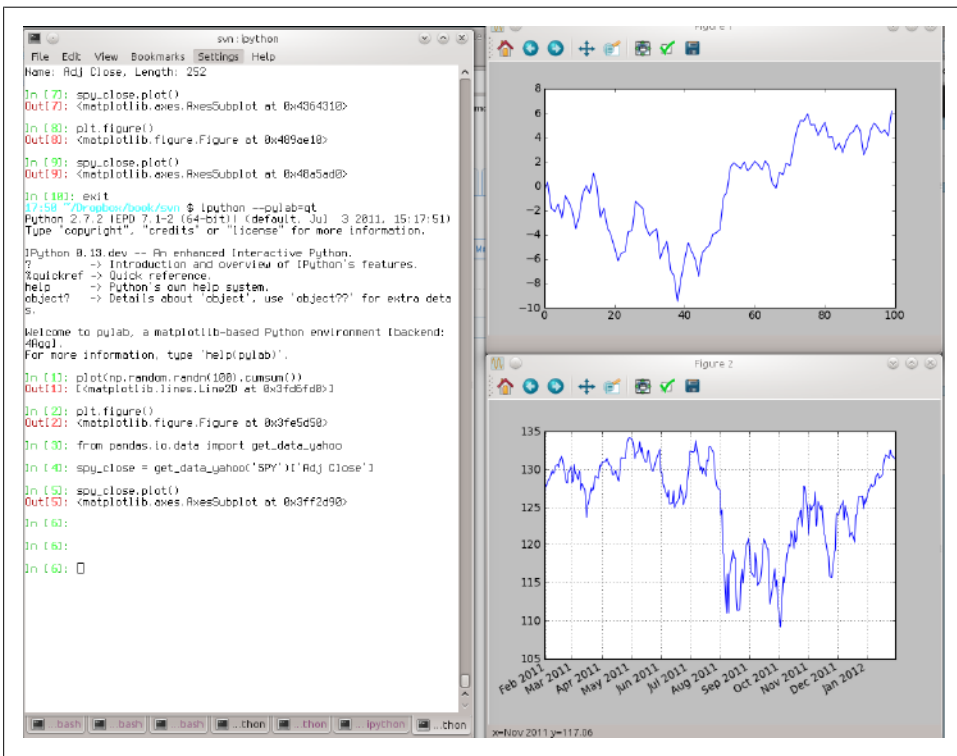 svn : ipython
File Edit View Bookmarks Settings Help
Name: Adj Close, Length: 252
In [7]: spy_close.plot()
Out[7]: <matplotlib.axes.AxesSubplot at 0x4364310>
In [8]: plt.figure()
Out[8]: <matplotlib.figure.Figure at 0x489ae10>
In [9]: spy_close.plot()
Out[9]: <matplotlib.axes.AxesSubplot at 0x48a5ad0>
In [10]: exit
17:50 ~/Dropbox/book/svn $ ipython --pylab=qt
Python 2.7.2 |EPD 7.1-2 (64-bit)| (default, Jul 3 2011, 15:17:51)
Type "copyright", "credits" or "license" for more information.
IPython 0.13.dev -- An enhanced Interactive Python.
? -> Introduction and overview of IPython's features.
%quickref -> Quick reference.
help -> Python's own help system.
object? -> Details about 'object', use 'object??' for extra deta
s.
Welcome to pylab, a matplotlib-based Python environment [backend:
4Agg].
For more information, type 'help(pylab)'.
In [1]: plot(np.random.randn(100).cumsum())
Out[1]: [<matplotlib.lines.Line2D at 0x3fd6fd0>]
In [2]: plt.figure()
Out[2]: <matplotlib.figure.Figure at 0x3fe5d50>
In [3]: from pandas.io.data import get_data_yahoo
In [4]: spy_close = get_data_yahoo('SPY')['Adj Close']
In [5]: spy_close.plot()
Out[5]: <matplotlib.axes.AxesSubplot at 0x3ff2d90>
In [6]:
In [6]:
In [6]:
...bash ...bash ...bash ...thon ...thon ...ipython ...thon
Figure 1
8
6
4
2
0
−2
−4
−6
−8
−10
0 20 40 60 80 100
Figure 2
135
130
125
120
115
110
105
Feb 2011 Mar 2011 Apr 2011 May 2011 Jun 2011 Jul 2011 Aug 2011 Sep 2011 Oct 2011 Nov 2011 Dec 2011 Jan 2012
x=Nov 2011 y=117.06